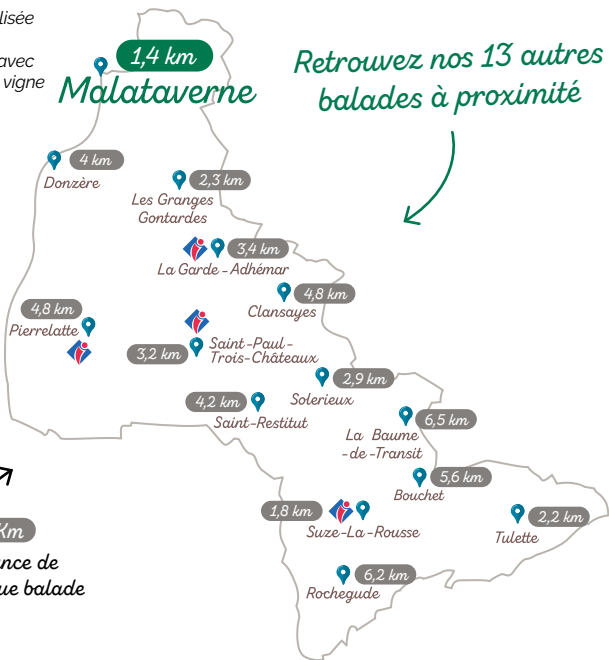 lisée
avec
vigne
1,4 km
Malataverne
Retrouvez nos 13 autres
balades à proximité
4 km
Donzère
2,3 km
Les Granges
Gontardes
3,4 km
La Garde-Adhémar
4,8 km
Clansayes
4,8 km
Pierrelatte
3,2 km
Saint-Paul-
Trois-Châteaux
2,9 km
Solerieux
4,2 km
Saint-Restitut
6,5 km
La Baume
-de-Transit
5,6 km
Bouchet
1,8 km
Suze-La-Rousse
2,2 km
Tulette
6,2 km
Rochegude
Km
nce de
ue balade